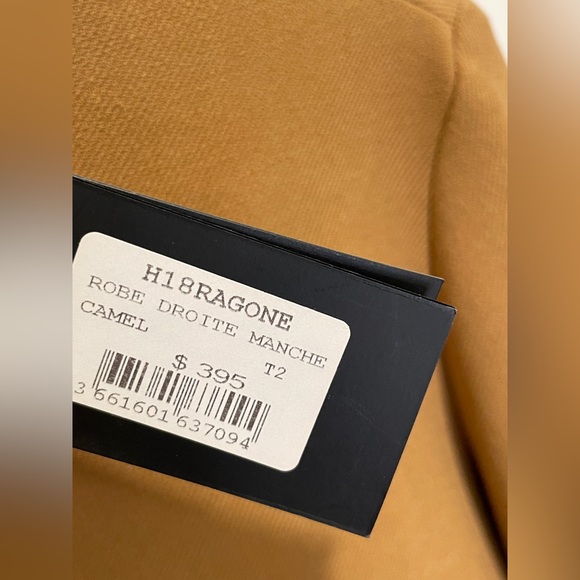 H18RAGONE
ROBE DROITE MANCHE
CAMEL T2
$ 395
3 661601 637094